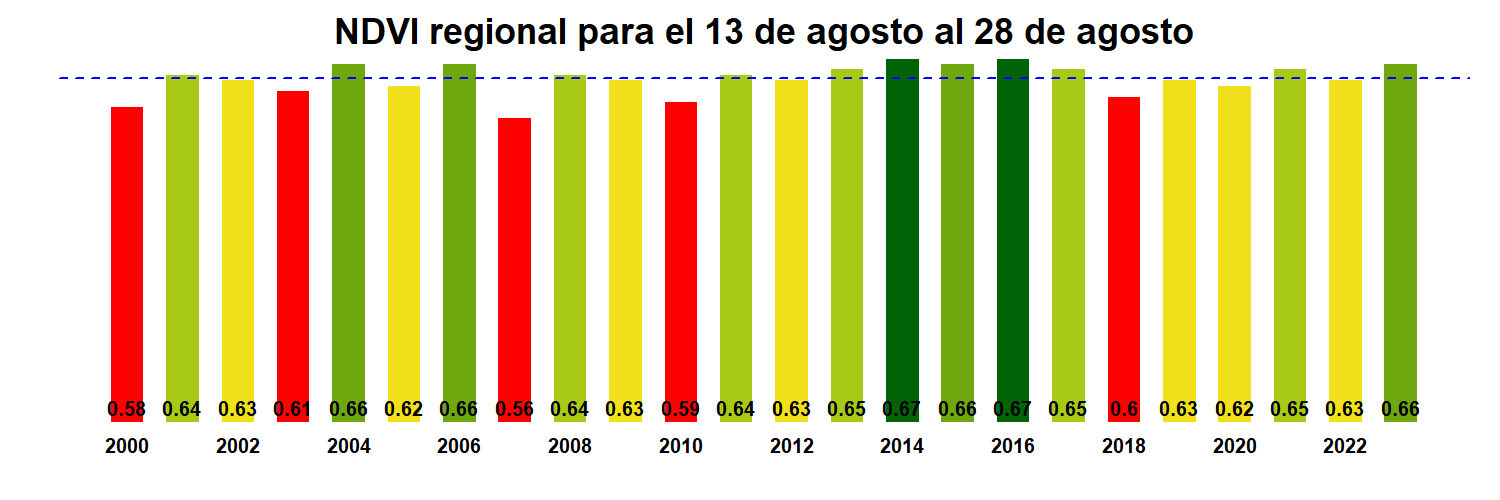 NDVI regional para el 13 de agosto al 28 de agosto
0.58 0.64 0.63 0.61 0.66 0.62 0.66 0.56 0.64 0.63 0.59 0.64 0.63 0.65 0.67 0.66 0.67 0.65 0.6 0.63 0.62 0.65 0.63 0.66
2000 2002 2004 2006 2008 2010 2012 2014 2016 2018 2020 2022